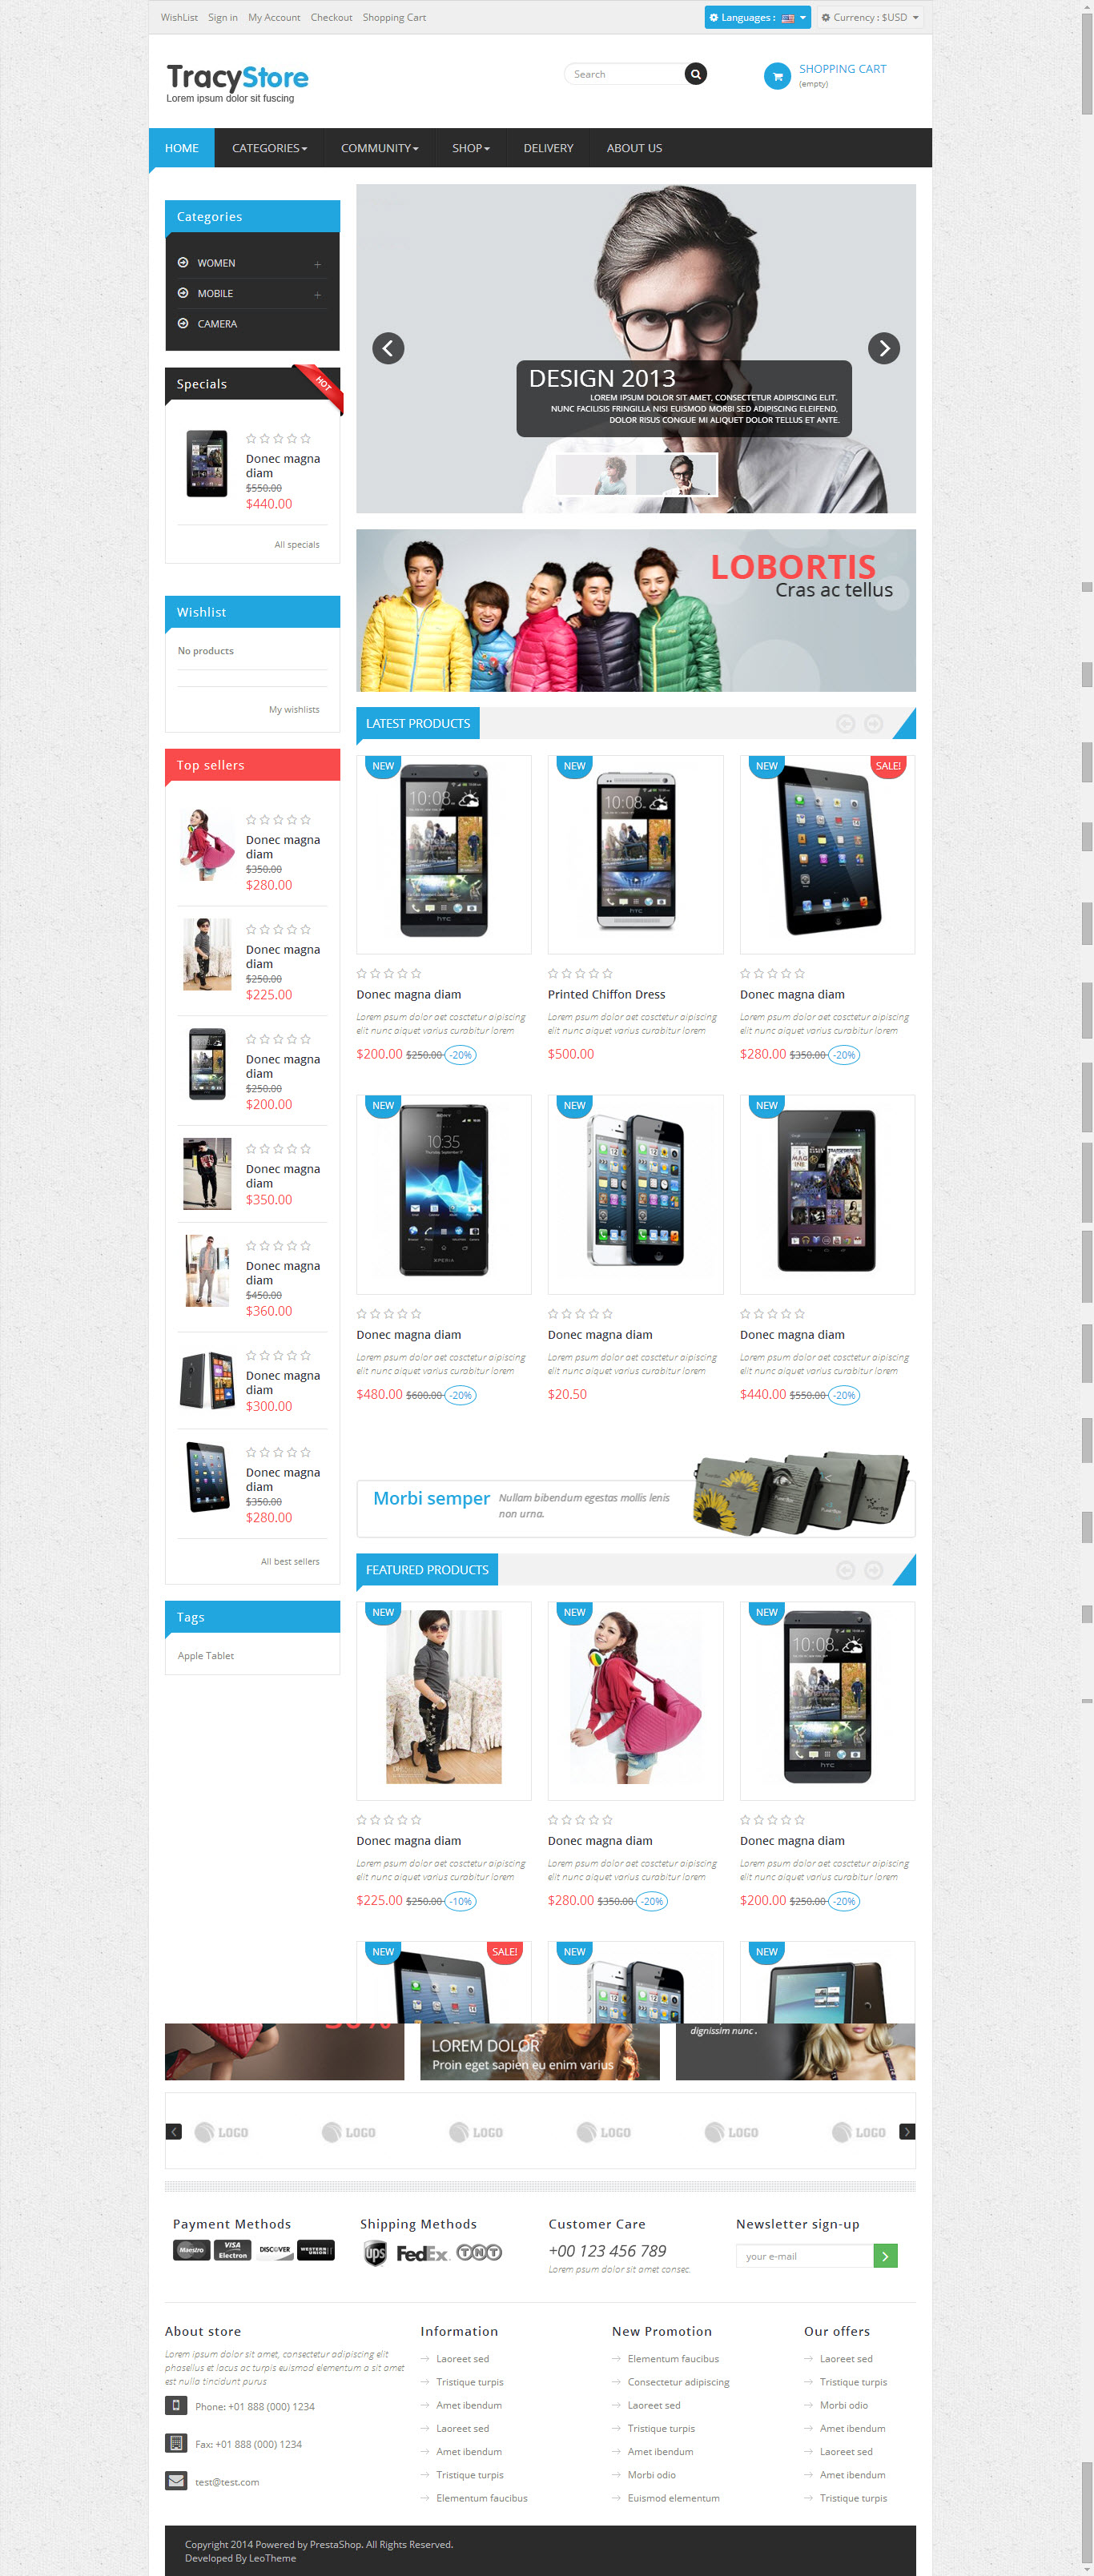 WishList Sign in My Account Checkout Shopping Cart
Languages :
Currency : $USD
TracyStore
Lorem ipsum dolor sit fuscing
Search
SHOPPING CART
(empty)
HOME CATEGORIES COMMUNITY SHOP DELIVERY ABOUT US
Categories
WOMEN
MOBILE
CAMERA
Specials
HOT
Donec magna
diam
$550.00
$440.00
All specials
Wishlist
No products
My wishlists
Top sellers
Donec magna
diam
$350.00
$280.00
Donec magna
diam
$250.00
$225.00
Donec magna
diam
$250.00
$200.00
Donec magna
diam
$350.00
Donec magna
diam
$450.00
$360.00
Donec magna
diam
$300.00
Donec magna
diam
$350.00
$280.00
All best sellers
Tags
Apple Tablet
DESIGN 2013
LOREM IPSUM DOLOR SIT AMET, CONSECTETUR ADIPISCING ELIT.
NUNC FACILISIS FRINGILLA NISI EUISMOD MORBI SED ADIPISCING ELEIFEND,
DOLOR RISUS CONGUE MI ALIQUET DOLOR TELLUS ET ANTE.
LOBORTIS
Cras ac tellus
LATEST PRODUCTS
NEW
10:08
hTC
Donec magna diam
Lorem psum dolor aet cosctetur aipiscing
elit nunc aiquet varius curabitur lorem
$200.00 $250.00 -20%
NEW
10:08
hTC
Printed Chiffon Dress
Lorem psum dolor aet cosctetur aipiscing
elit nunc aiquet varius curabitur lorem
$500.00
NEW
SALE!
Donec magna diam
Lorem psum dolor aet cosctetur aipiscing
elit nunc aiquet varius curabitur lorem
$280.00 $350.00 -20%
NEW
SONY
10:35
XPERIA
Donec magna diam
Lorem psum dolor aet cosctetur aipiscing
elit nunc aiquet varius curabitur lorem
$480.00 $600.00 -20%
NEW
Donec magna diam
Lorem psum dolor aet cosctetur aipiscing
elit nunc aiquet varius curabitur lorem
$20.50
NEW
Donec magna diam
Lorem psum dolor aet cosctetur aipiscing
elit nunc aiquet varius curabitur lorem
$440.00 $550.00 -20%
Morbi semper
Nullam bibendum egestas mollis lenis
non urna.
FEATURED PRODUCTS
NEW
Donec magna diam
Lorem psum dolor aet cosctetur aipiscing
elit nunc aiquet varius curabitur lorem
$225.00 $250.00 -10%
NEW
Donec magna diam
Lorem psum dolor aet cosctetur aipiscing
elit nunc aiquet varius curabitur lorem
$280.00 $350.00 -20%
NEW
10:08
hTC
Donec magna diam
Lorem psum dolor aet cosctetur aipiscing
elit nunc aiquet varius curabitur lorem
$200.00 $250.00 -20%
NEW
SALE!
NEW
NEW
LOREM DOLOR
Proin eget sapien eu enim varius
dignissim nunc .
LOGO LOGO LOGO LOGO LOGO LOGO
Payment Methods
Maestro
VISA
Electron
DISCOVER
WESTERN
UNION
Shipping Methods
ups FedEx TNT
Customer Care
+00 123 456 789
Lorem psum dolor sit amet consec.
Newsletter sign-up
your e-mail
About store
Lorem ipsum dolor sit amet, consectetur adipiscing elit
phasellus et lacus ac turpis euismod elementum a sit amet
est nulla tincidunt purus
Phone: +01 888 (000) 1234
Fax: +01 888 (000) 1234
test@test.com
Information
Laoreet sed
Tristique turpis
Amet ibendum
Laoreet sed
Amet ibendum
Tristique turpis
Elementum faucibus
New Promotion
Elementum faucibus
Consectetur adipiscing
Laoreet sed
Tristique turpis
Amet ibendum
Morbi odio
Euismod elementum
Our offers
Laoreet sed
Tristique turpis
Morbi odio
Amet ibendum
Laoreet sed
Amet ibendum
Tristique turpis
Copyright 2014 Powered by PrestaShop. All Rights Reserved.
Developed By LeoTheme